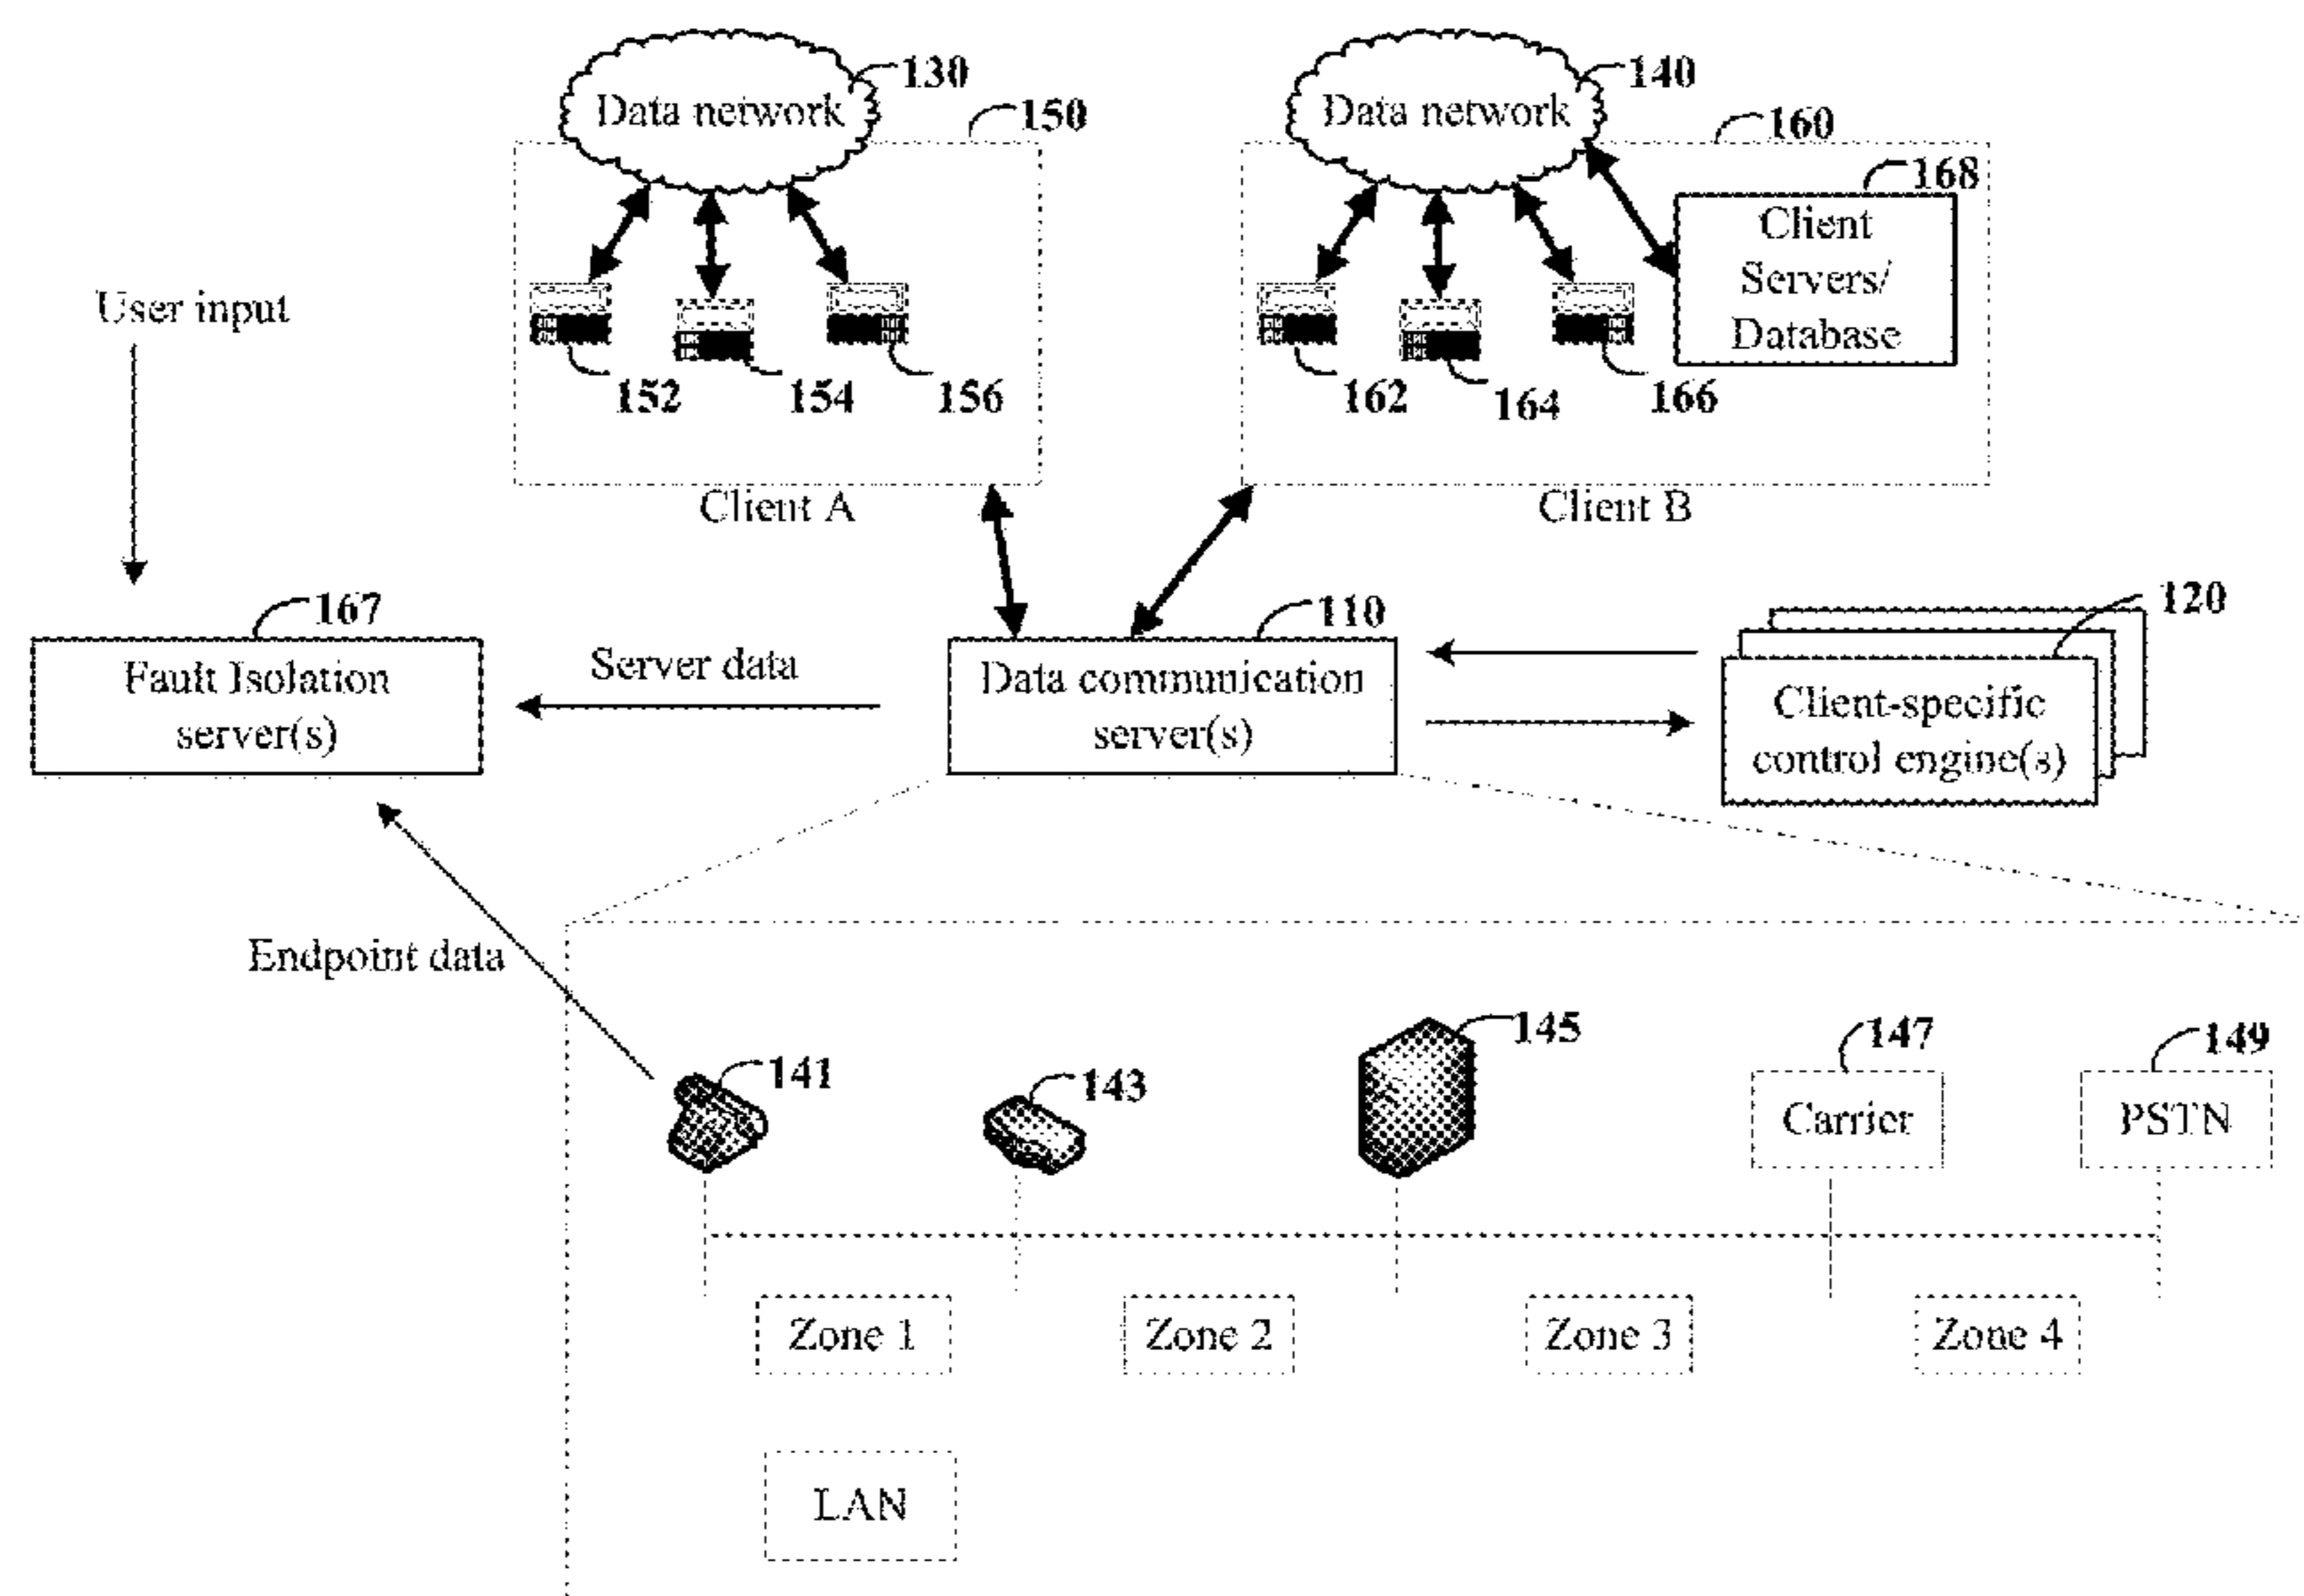 130
Data network
150
140
Data network
160
168
Client
Servers/
Database
User input
152
154
156
162
164
166
Client A
Client B
167
Fault Isolation
server(s)
Server data
110
Data communication
server(s)
120
Client-specific
control engine(s)
Endpoint data
141
143
145
147
Carrier
149
PSTN
Zone 1
Zone 2
Zone 3
Zone 4
LAN